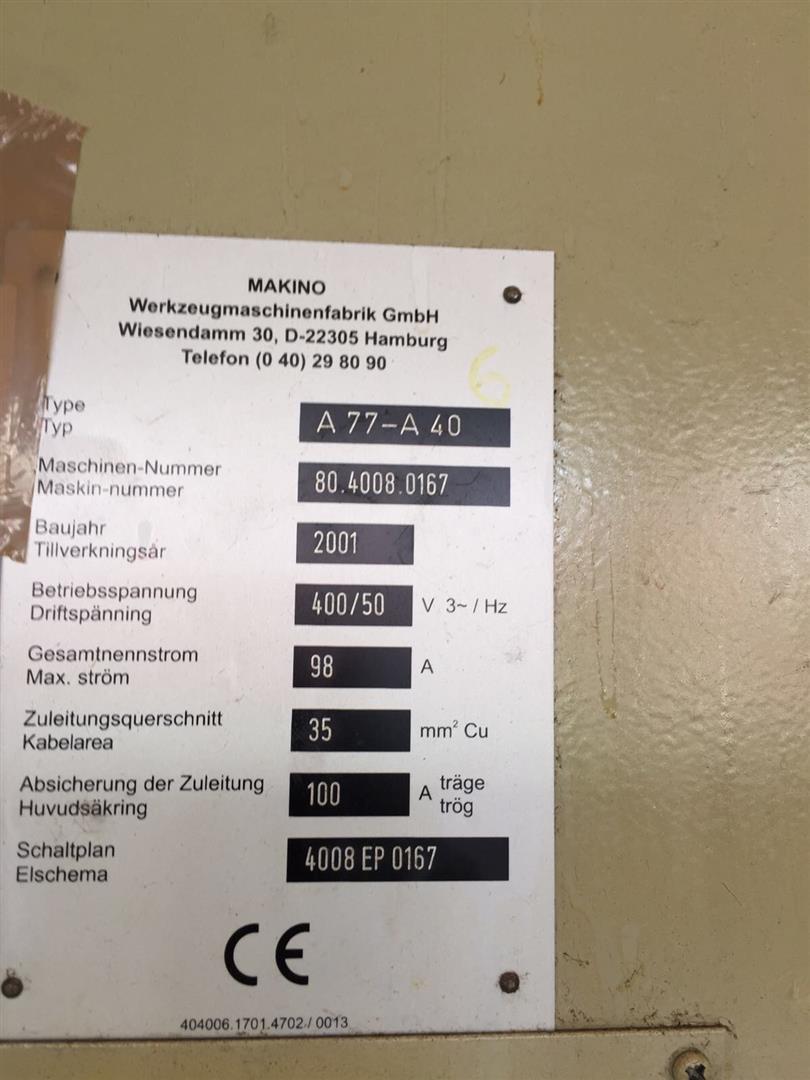 MAKINO
Werkzeugmaschinenfabrik GmbH
Wiesendamm 30, D-22305 Hamburg
Telefon (0 40) 29 80 90
6
Type
Typ
A 77-A 40
Maschinen-Nummer
Maskin-nummer
80.4008.0167
Baujahr
Tillverkningsår
2001
Betriebsspannung
Driftspänning
400/50 V 3~ / Hz
Gesamtnennstrom
Max. ström
98 A
Zuleitungsquerschnitt
Kabelarea
35 mm² Cu
Absicherung der Zuleitung
Huvudsäkring
100 A träge
trög
Schaltplan
Elschema
4008 EP 0167
CE
404006.1701.4702./ 0013